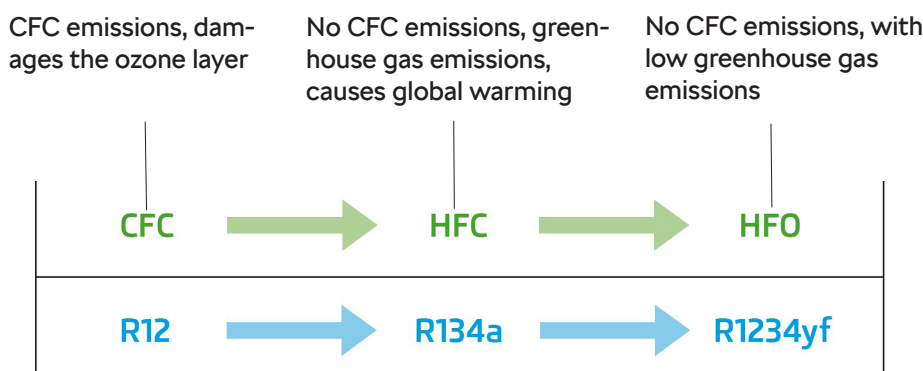 CFC emissions, dam-
ages the ozone layer
No CFC emissions, green-
house gas emissions,
causes global warming
No CFC emissions, with
low greenhouse gas
emissions
CFC
HFC
HFO
R12
R134a
R1234yf